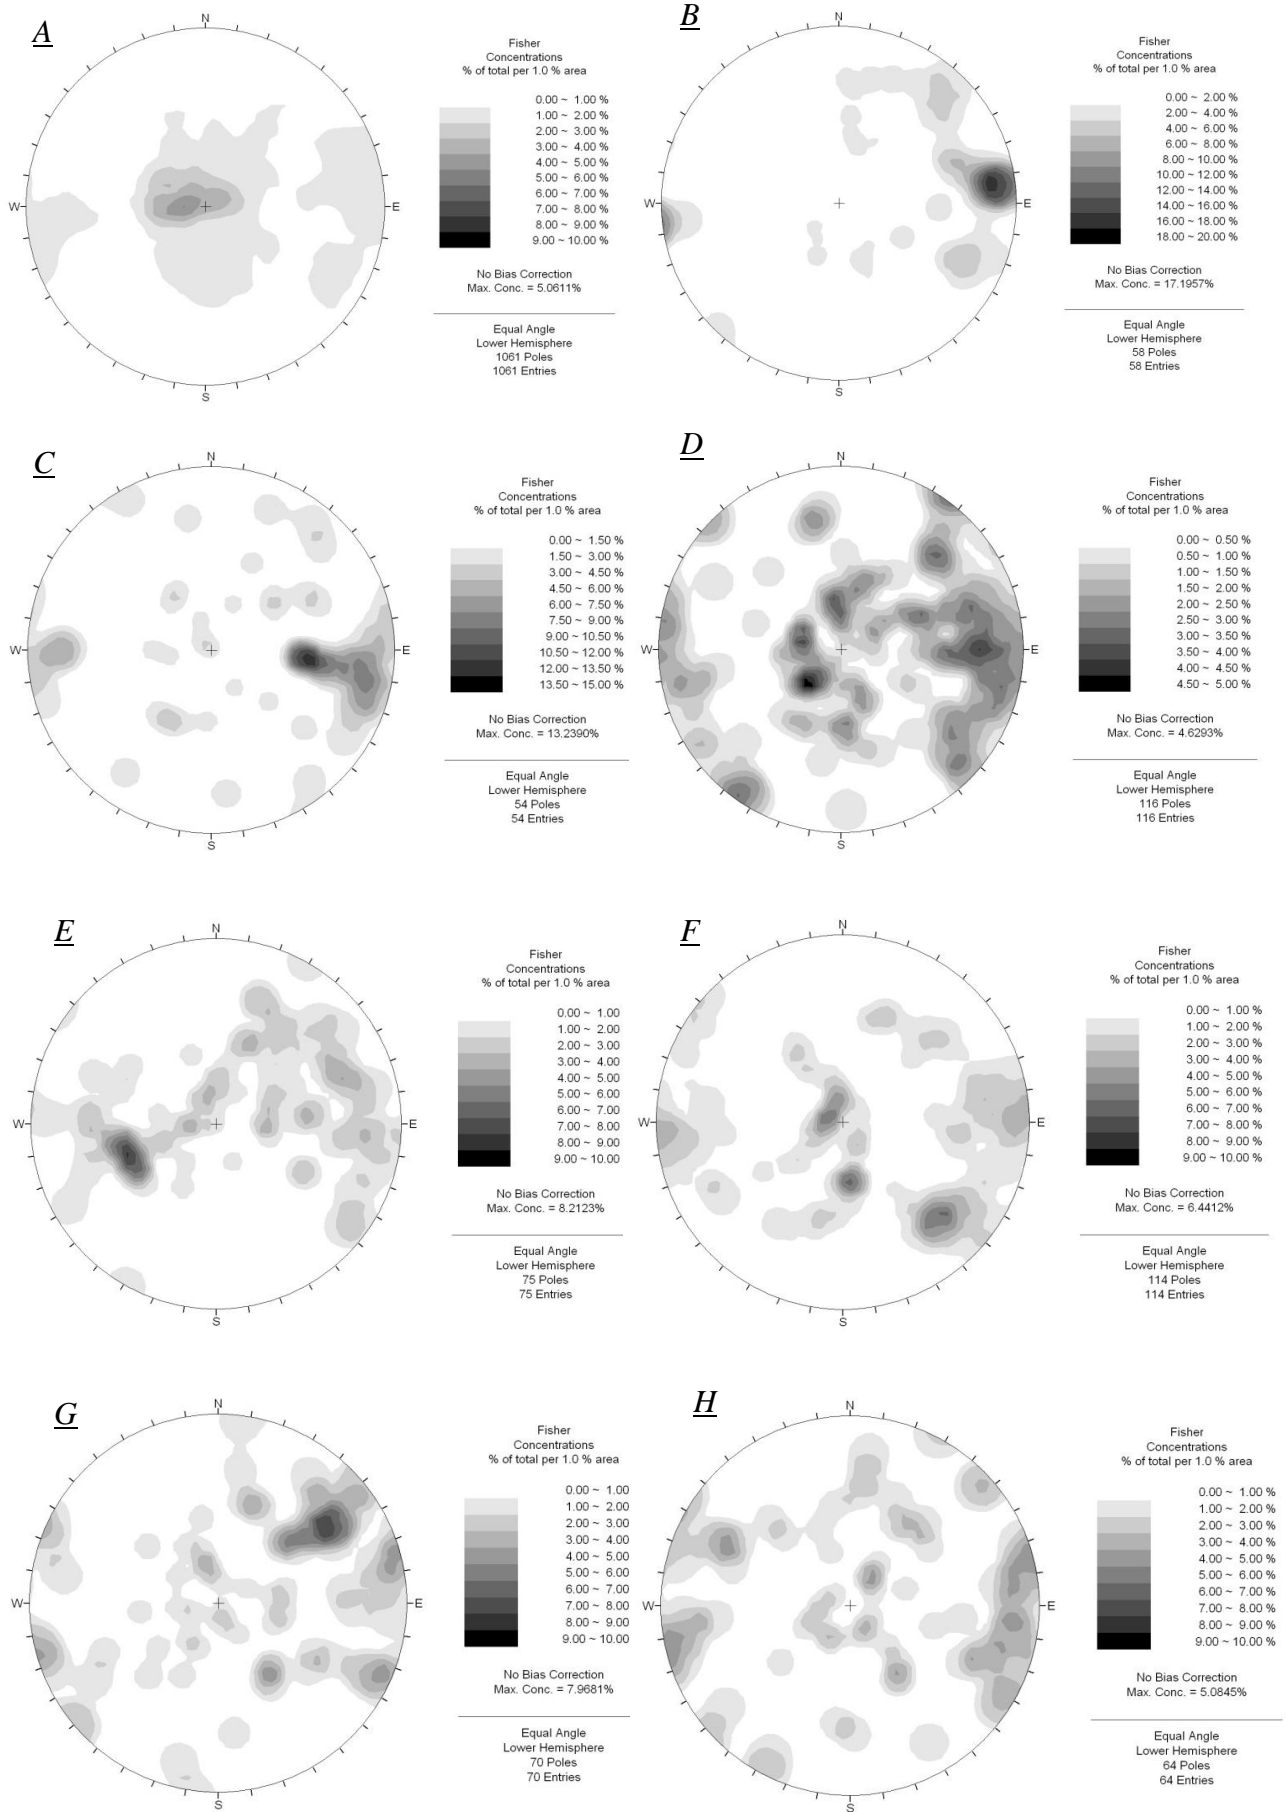 A
N
W
E
S
Fisher
Concentrations
% of total per 1.0 % area
0.00 ~ 1.00 %
1.00 ~ 2.00 %
2.00 ~ 3.00 %
3.00 ~ 4.00 %
4.00 ~ 5.00 %
5.00 ~ 6.00 %
6.00 ~ 7.00 %
7.00 ~ 8.00 %
8.00 ~ 9.00 %
9.00 ~ 10.00 %
No Bias Correction
Max. Conc. = 5.0611%
Equal Angle
Lower Hemisphere
1061 Poles
1061 Entries
B
N
W
E
S
Fisher
Concentrations
% of total per 1.0 % area
0.00 ~ 2.00 %
2.00 ~ 4.00 %
4.00 ~ 6.00 %
6.00 ~ 8.00 %
8.00 ~ 10.00 %
10.00 ~ 12.00 %
12.00 ~ 14.00 %
14.00 ~ 16.00 %
16.00 ~ 18.00 %
18.00 ~ 20.00 %
No Bias Correction
Max. Conc. = 17.1957%
Equal Angle
Lower Hemisphere
58 Poles
58 Entries
C
N
W
E
S
Fisher
Concentrations
% of total per 1.0 % area
0.00 ~ 1.50 %
1.50 ~ 3.00 %
3.00 ~ 4.50 %
4.50 ~ 6.00 %
6.00 ~ 7.50 %
7.50 ~ 9.00 %
9.00 ~ 10.50 %
10.50 ~ 12.00 %
12.00 ~ 13.50 %
13.50 ~ 15.00 %
No Bias Correction
Max. Conc. = 13.2390%
Equal Angle
Lower Hemisphere
54 Poles
54 Entries
D
N
W
E
S
Fisher
Concentrations
% of total per 1.0 % area
0.00 ~ 0.50 %
0.50 ~ 1.00 %
1.00 ~ 1.50 %
1.50 ~ 2.00 %
2.00 ~ 2.50 %
2.50 ~ 3.00 %
3.00 ~ 3.50 %
3.50 ~ 4.00 %
4.00 ~ 4.50 %
4.50 ~ 5.00 %
No Bias Correction
Max. Conc. = 4.6293%
Equal Angle
Lower Hemisphere
116 Poles
116 Entries
E
N
W
E
S
Fisher
Concentrations
% of total per 1.0 % area
0.00 ~ 1.00
1.00 ~ 2.00
2.00 ~ 3.00
3.00 ~ 4.00
4.00 ~ 5.00
5.00 ~ 6.00
6.00 ~ 7.00
7.00 ~ 8.00
8.00 ~ 9.00
9.00 ~ 10.00
No Bias Correction
Max. Conc. = 8.2123%
Equal Angle
Lower Hemisphere
75 Poles
75 Entries
F
N
W
E
S
Fisher
Concentrations
% of total per 1.0 % area
0.00 ~ 1.00 %
1.00 ~ 2.00 %
2.00 ~ 3.00 %
3.00 ~ 4.00 %
4.00 ~ 5.00 %
5.00 ~ 6.00 %
6.00 ~ 7.00 %
7.00 ~ 8.00 %
8.00 ~ 9.00 %
9.00 ~ 10.00 %
No Bias Correction
Max. Conc. = 6.4412%
Equal Angle
Lower Hemisphere
114 Poles
114 Entries
G
N
W
E
S
Fisher
Concentrations
% of total per 1.0 % area
0.00 ~ 1.00
1.00 ~ 2.00
2.00 ~ 3.00
3.00 ~ 4.00
4.00 ~ 5.00
5.00 ~ 6.00
6.00 ~ 7.00
7.00 ~ 8.00
8.00 ~ 9.00
9.00 ~ 10.00
No Bias Correction
Max. Conc. = 7.9681%
Equal Angle
Lower Hemisphere
70 Poles
70 Entries
H
N
W
E
S
Fisher
Concentrations
% of total per 1.0 % area
0.00 ~ 1.00 %
1.00 ~ 2.00 %
2.00 ~ 3.00 %
3.00 ~ 4.00 %
4.00 ~ 5.00 %
5.00 ~ 6.00 %
6.00 ~ 7.00 %
7.00 ~ 8.00 %
8.00 ~ 9.00 %
9.00 ~ 10.00 %
No Bias Correction
Max. Conc. = 5.0845%
Equal Angle
Lower Hemisphere
64 Poles
64 Entries